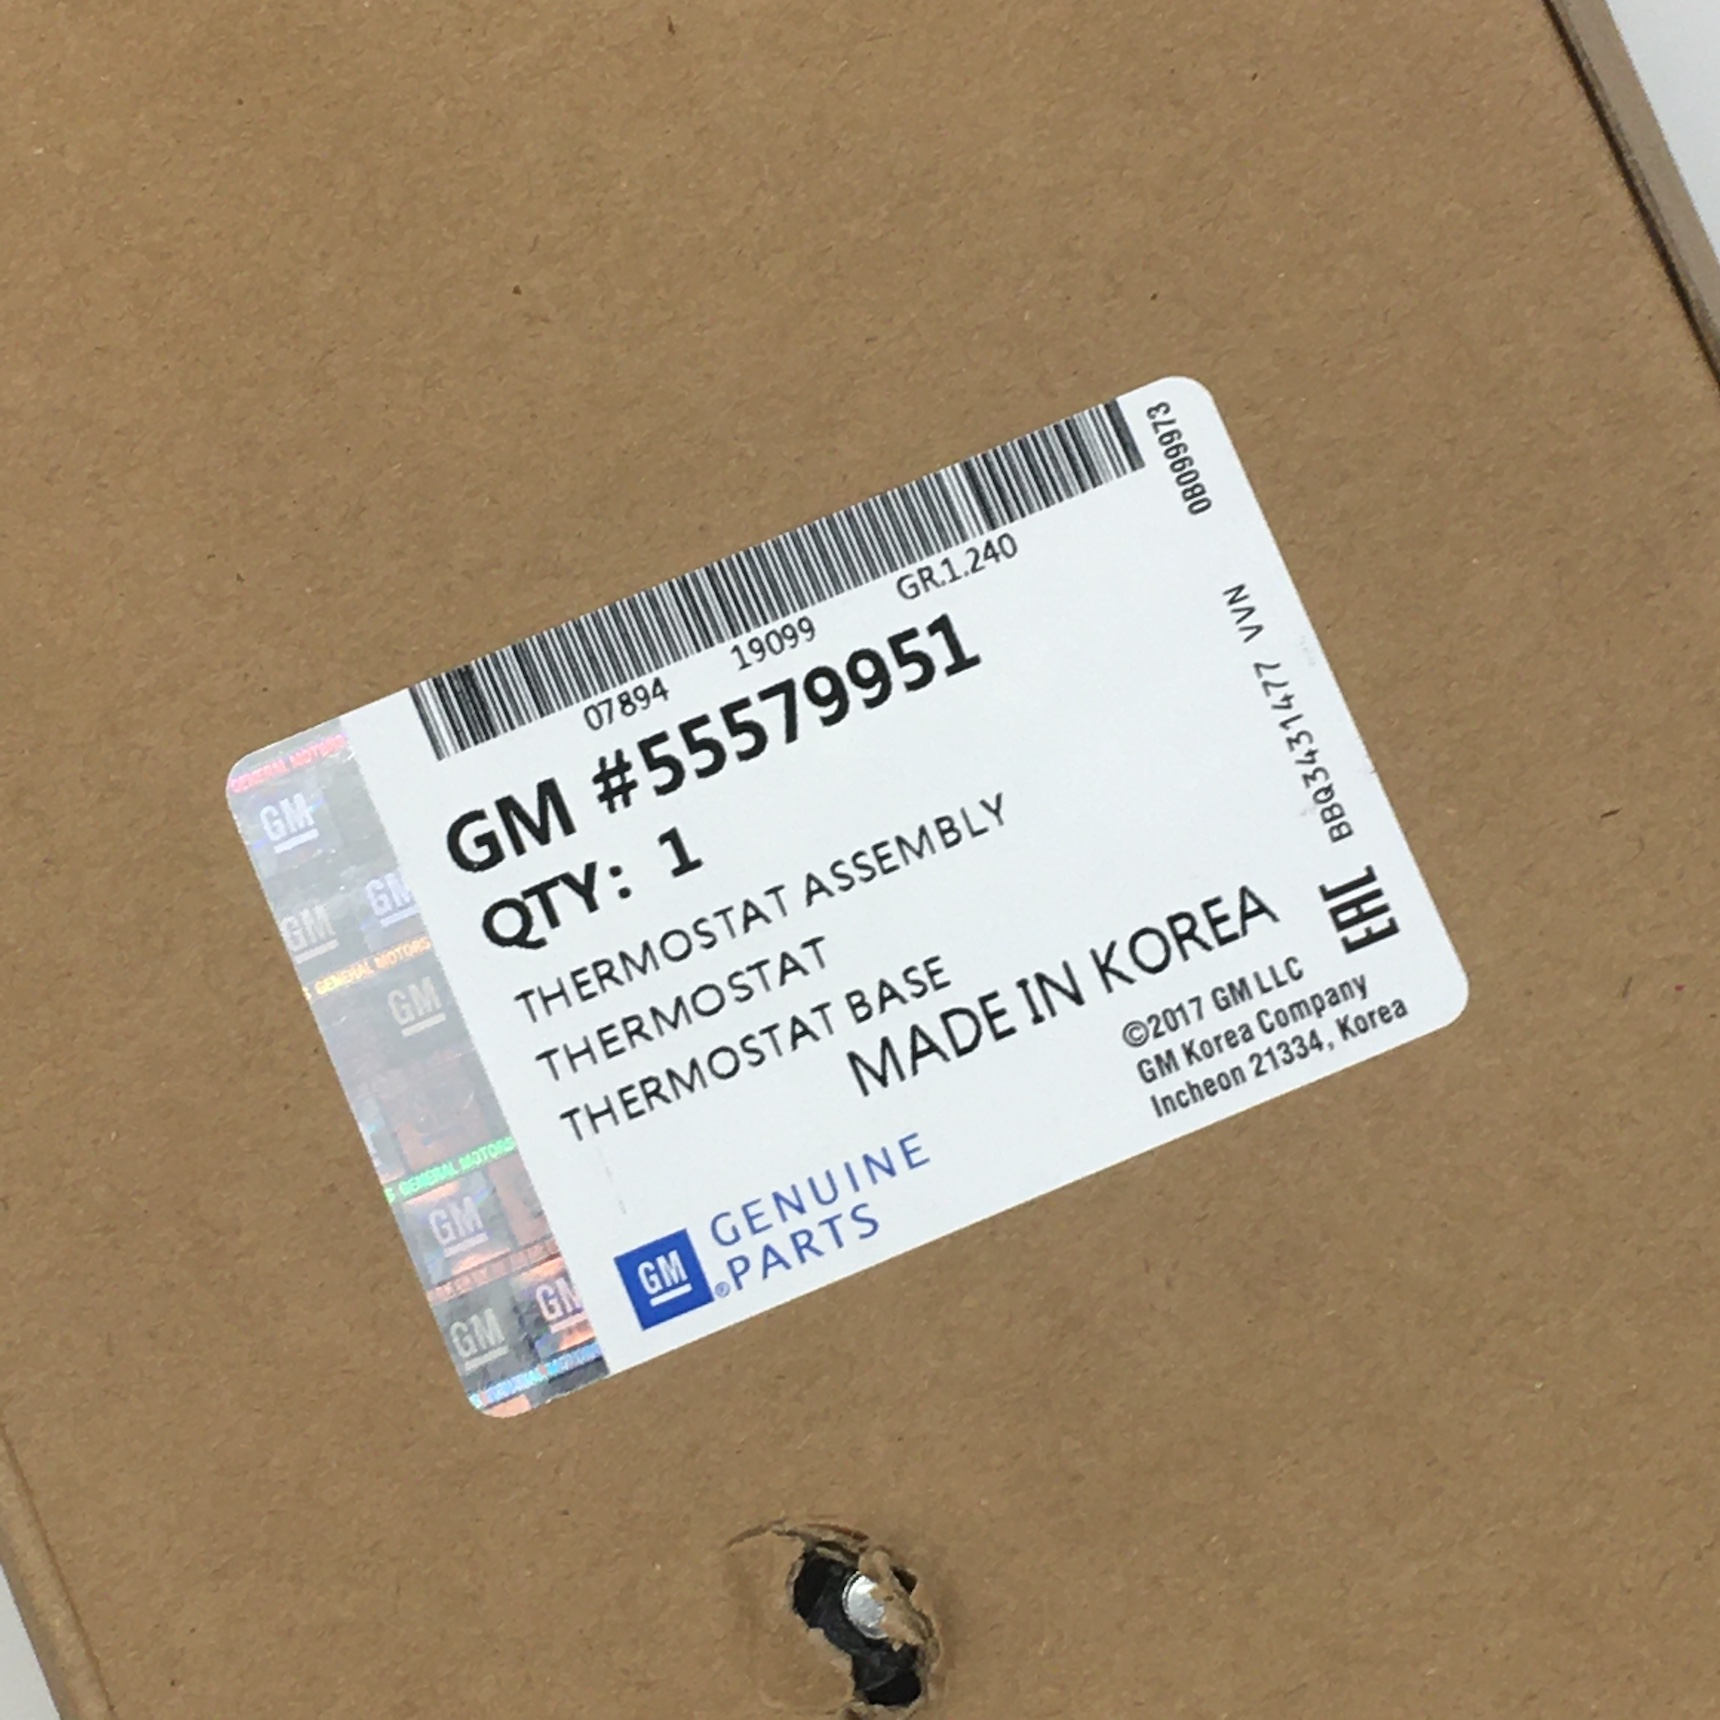 07894 19099 GR.1.240
GM #55579951
QTY: 1
THERMOSTAT ASSEMBLY
THERMOSTAT
THERMOSTAT BASE
MADE IN KOREA
©2017 GM LLC
GM Korea Company
Incheon 21334, Korea
GM GENUINE
®PARTS
EAC BBQ3431477 VVN 0B099973
GENERAL MOTORS
GM
GM
GM
S GENERAL MOTORS
GM
S GENERAL MOTORS
GM
GM
GM